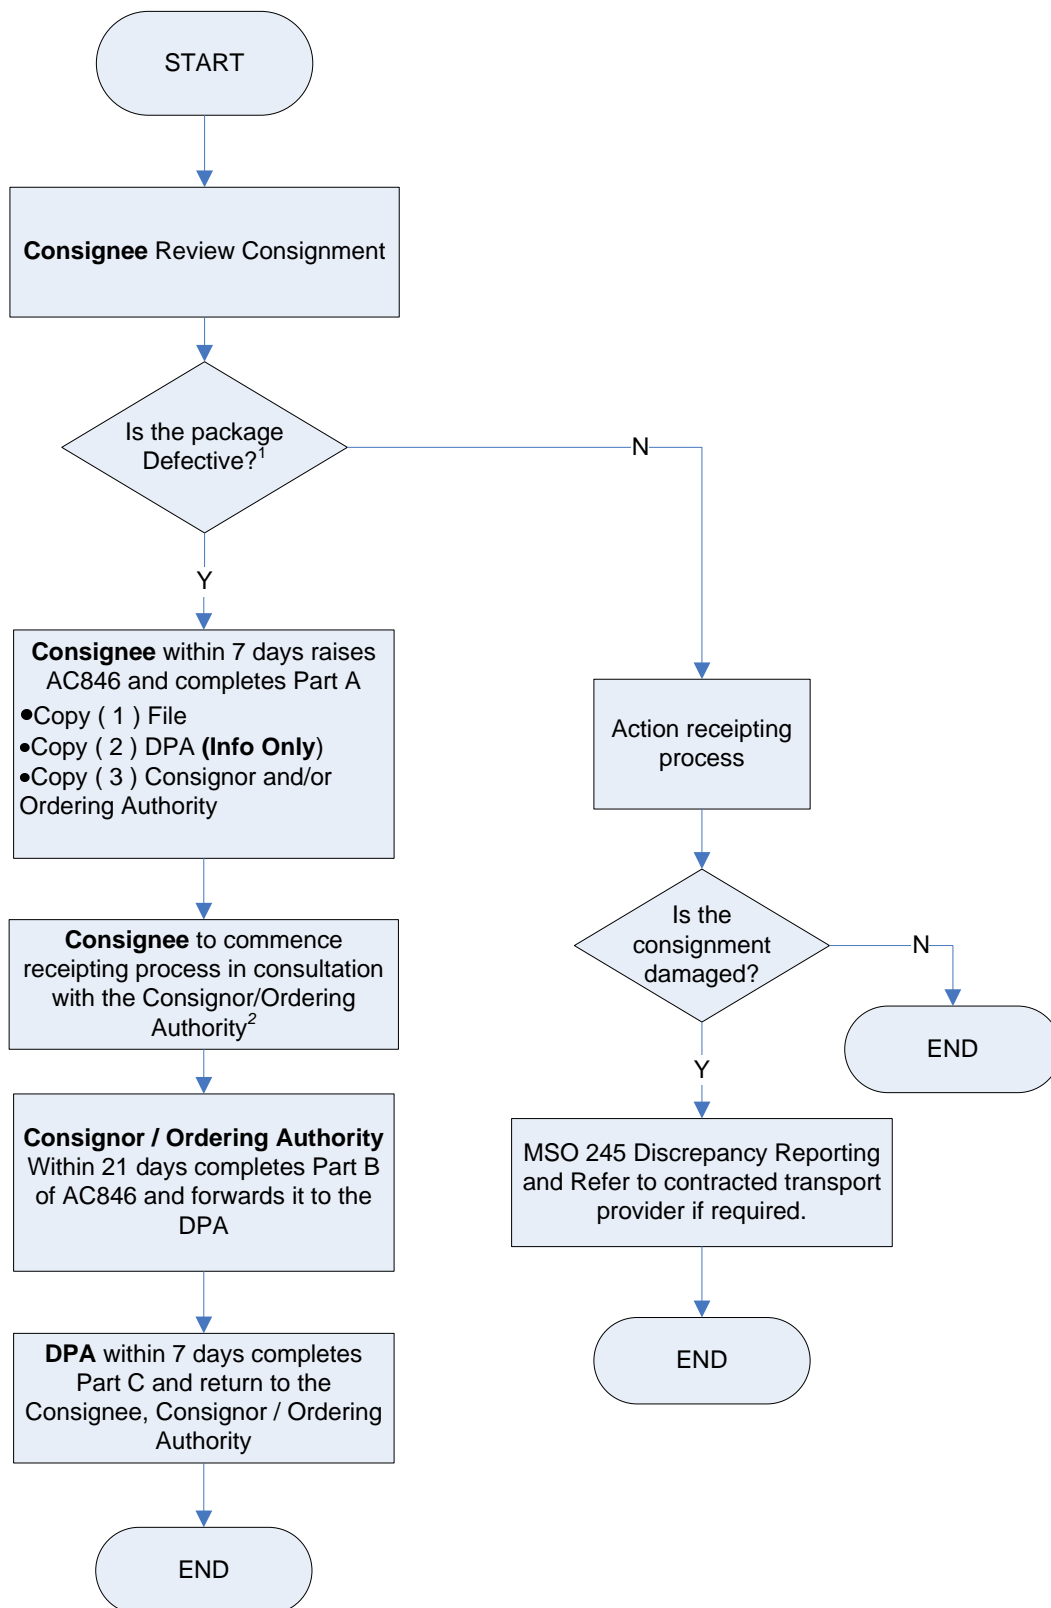 START
Consignee Review Consignment
Is the package
Defective?1
N
Y
Consignee within 7 days raises
AC846 and completes Part A
•Copy ( 1 ) File
•Copy ( 2 ) DPA (Info Only)
•Copy ( 3 ) Consignor and/or
Ordering Authority
Consignee to commence
receipting process in consultation
with the Consignor/Ordering
Authority2
Consignor / Ordering Authority
Within 21 days completes Part B
of AC846 and forwards it to the
DPA
DPA within 7 days completes
Part C and return to the
Consignee, Consignor / Ordering
Authority
END
Action receipting
process
Is the
consignment
damaged?
N
END
Y
MSO 245 Discrepancy Reporting
and Refer to contracted transport
provider if required.
END